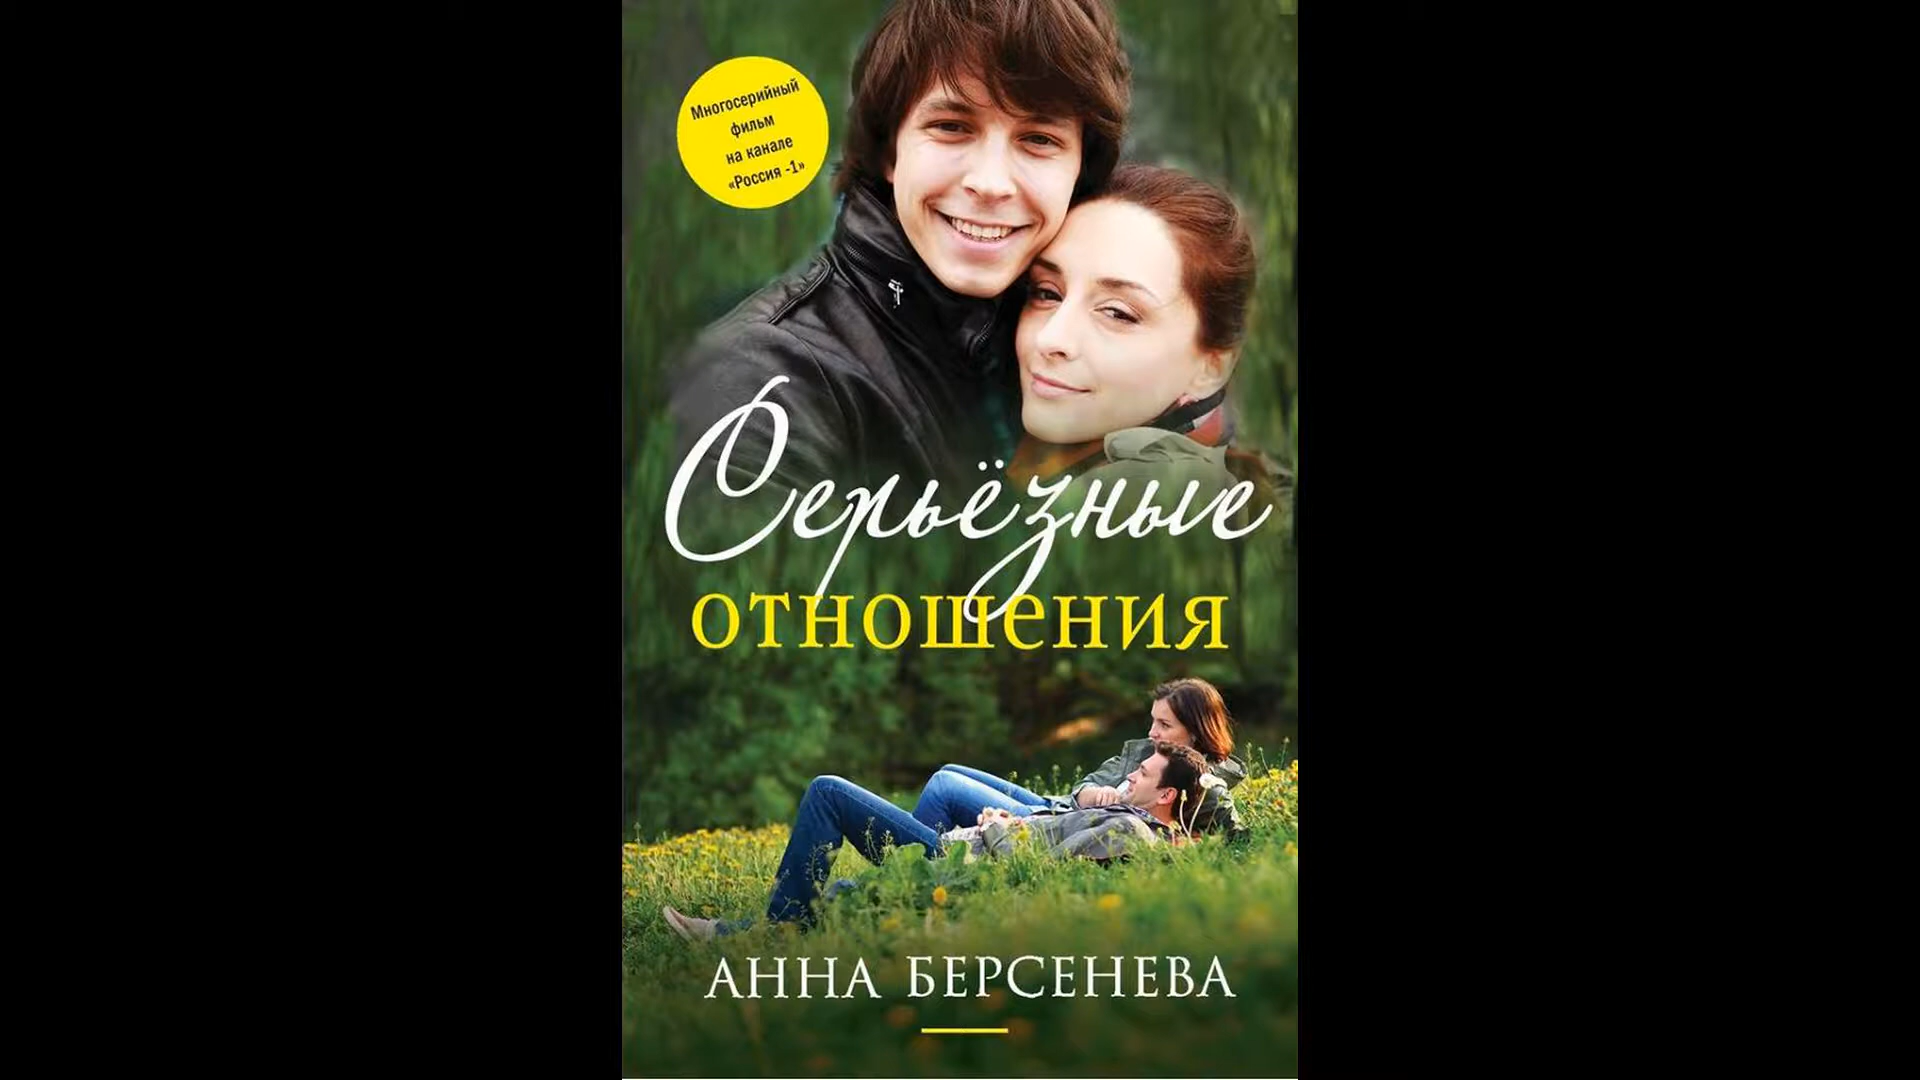 Многосерийный
фильм
на канале
«Россия -1»
Серьёзные
отношения
АННА БЕРСЕНЕВА